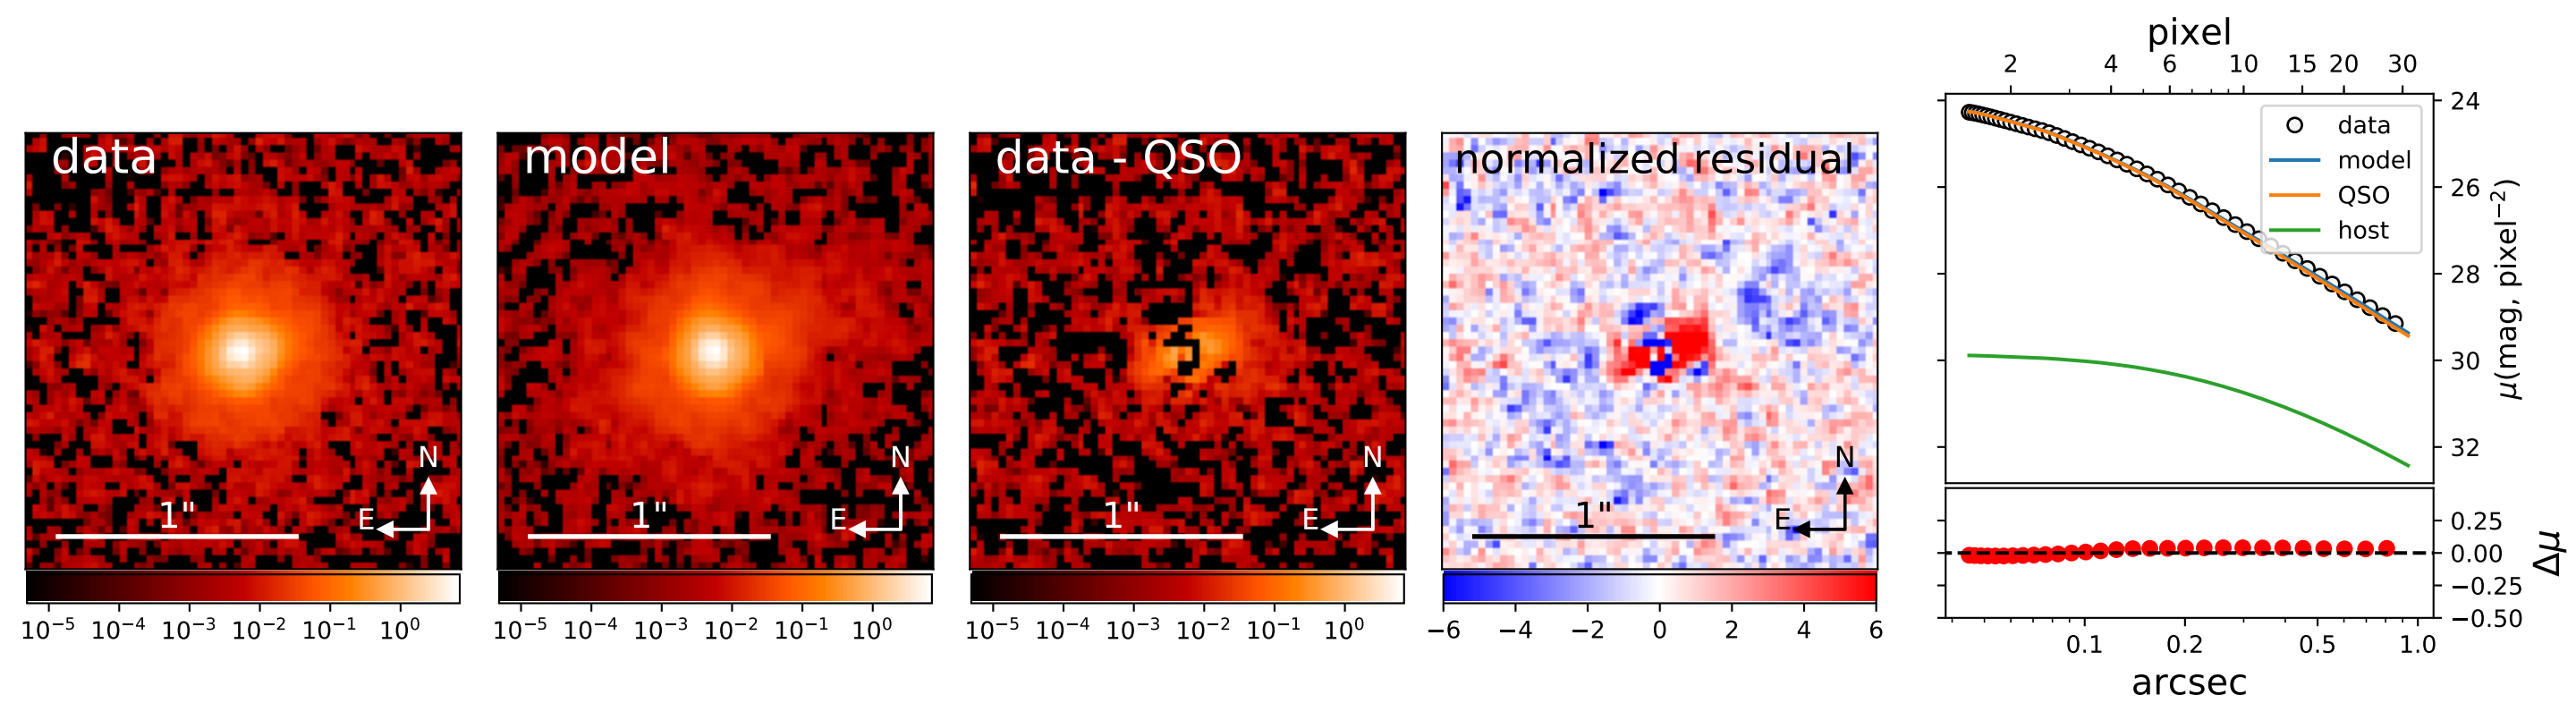 data
N
E
1"
10⁻⁵ 10⁻⁴ 10⁻³ 10⁻² 10⁻¹ 10⁰
model
N
E
1"
10⁻⁵ 10⁻⁴ 10⁻³ 10⁻² 10⁻¹ 10⁰
data - QSO
N
E
1"
10⁻⁵ 10⁻⁴ 10⁻³ 10⁻² 10⁻¹ 10⁰
normalized residual
N
E
1"
−6 −4 −2 0 2 4 6
pixel
2 4 6 10 15 20 30
data
model
QSO
host
24
26
28
30
32
μ(mag, pixel⁻²)
0.25
0.00
−0.25
−0.50
Δμ
0.1 0.2 0.5 1.0
arcsec